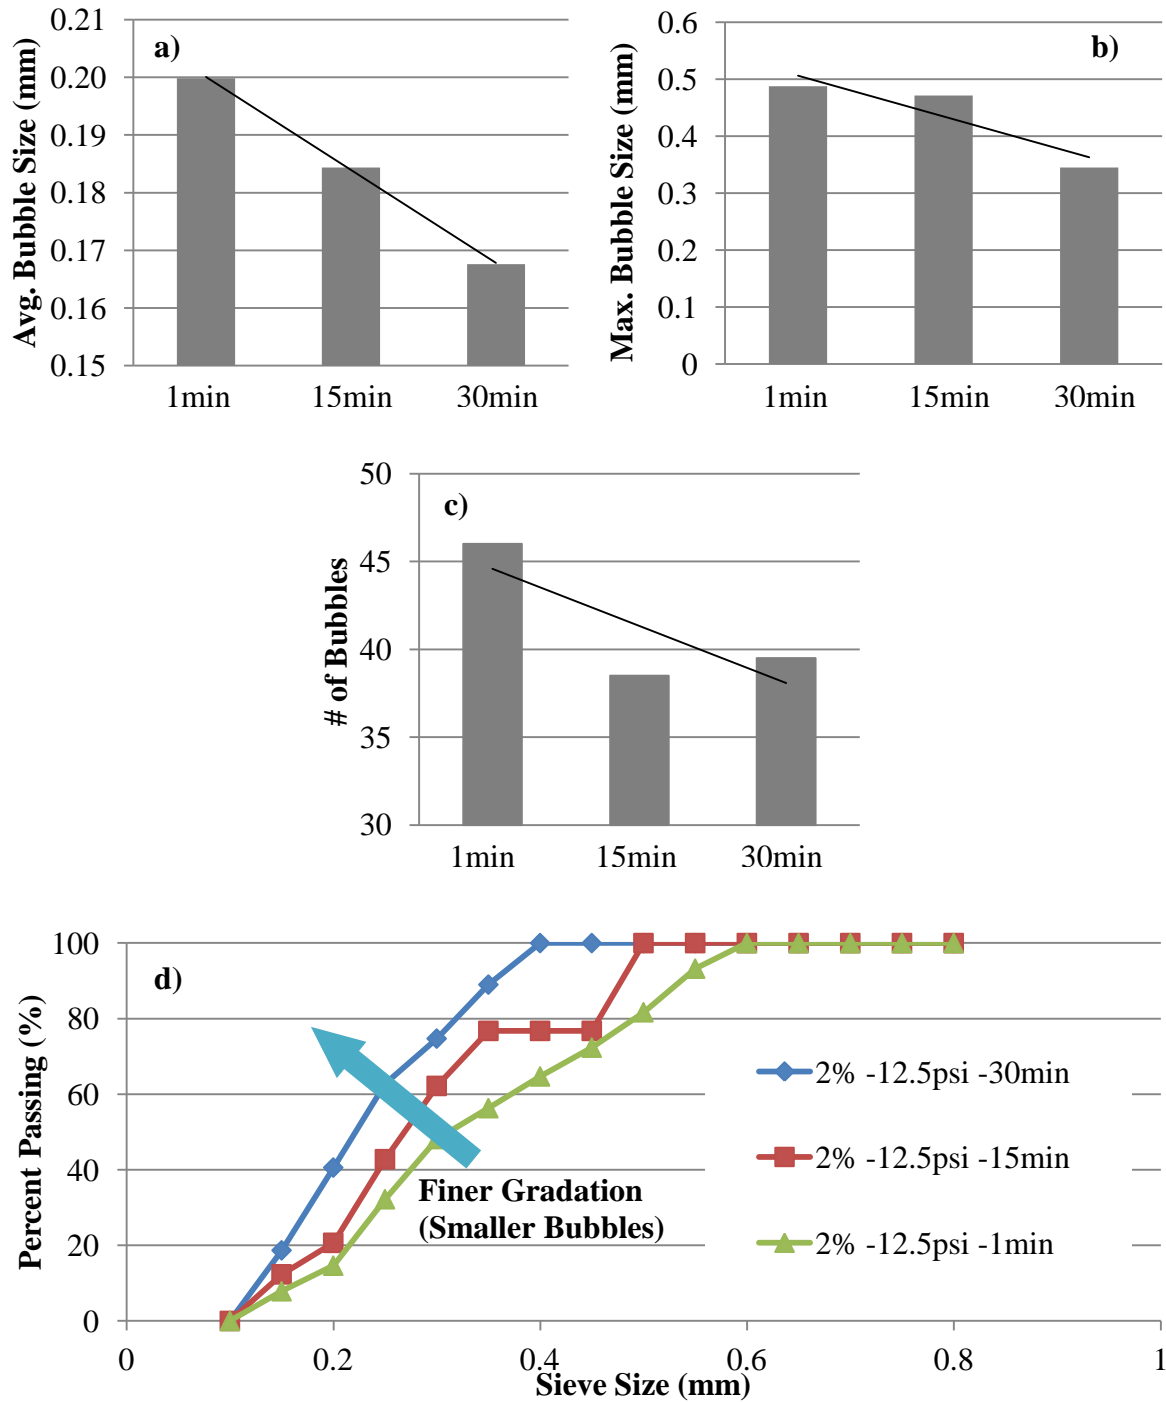 a)
Avg. Bubble Size (mm)
0.21
0.20
0.19
0.18
0.17
0.16
0.15
1min 15min 30min
b)
Max. Bubble Size (mm)
0.6
0.5
0.4
0.3
0.2
0.1
0
1min 15min 30min
c)
# of Bubbles
50
45
40
35
30
1min 15min 30min
d)
Percent Passing (%)
100
80
60
40
20
0
Finer Gradation
(Smaller Bubbles)
2% -12.5psi -30min
2% -12.5psi -15min
2% -12.5psi -1min
0 0.2 0.4 0.6 0.8 1
Sieve Size (mm)